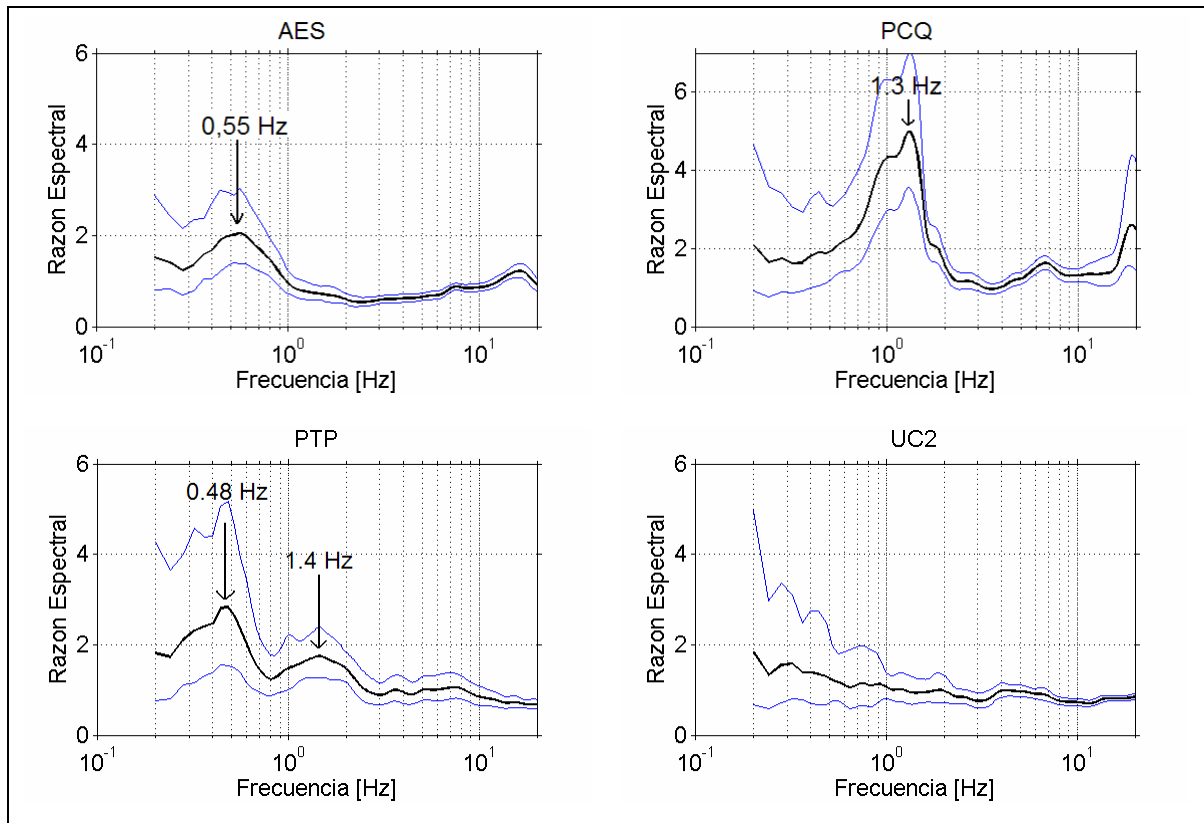 AES
6
4
2
0
Razon Espectral
0,55 Hz
10-1
100
101
Frecuencia [Hz]
PCQ
6
4
2
0
Razon Espectral
1.3 Hz
10-1
100
101
Frecuencia [Hz]
PTP
6
4
2
0
Razon Espectral
0.48 Hz
1.4 Hz
10-1
100
101
Frecuencia [Hz]
UC2
6
4
2
0
Razon Espectral
10-1
100
101
Frecuencia [Hz]